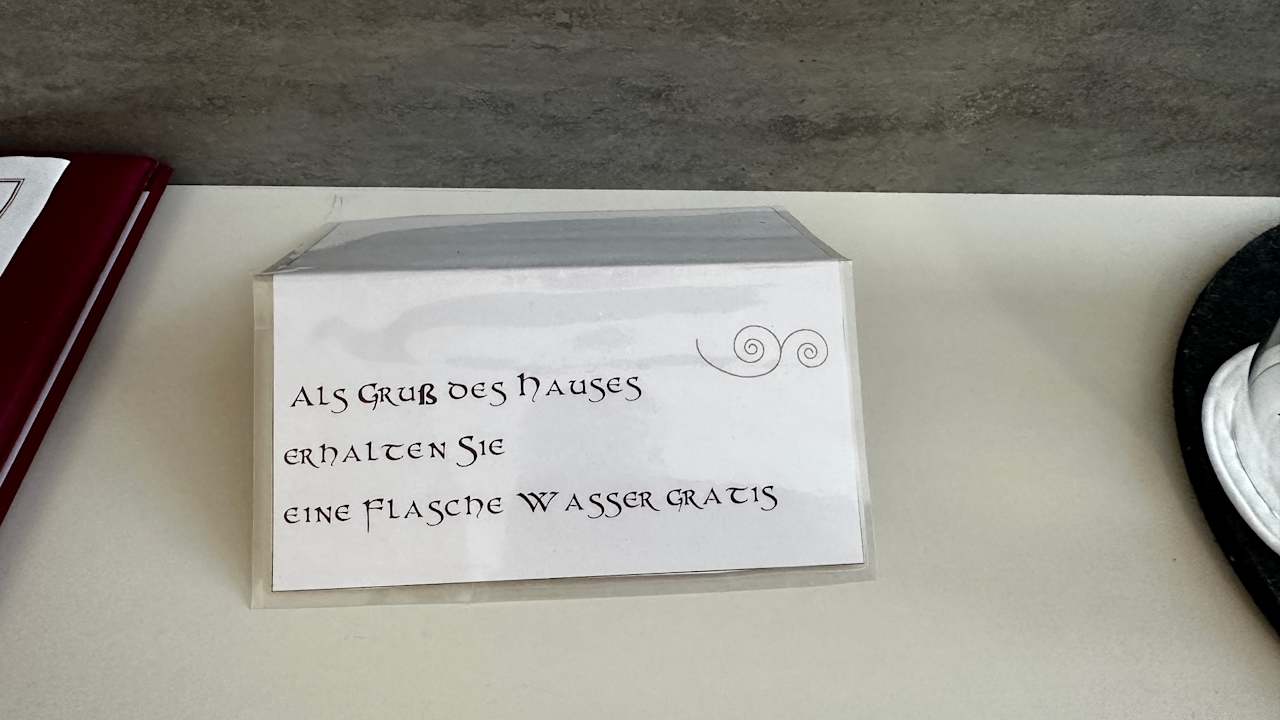 Als Gruß des Hauses
erhalten Sie
eine Flasche Wasser gratis